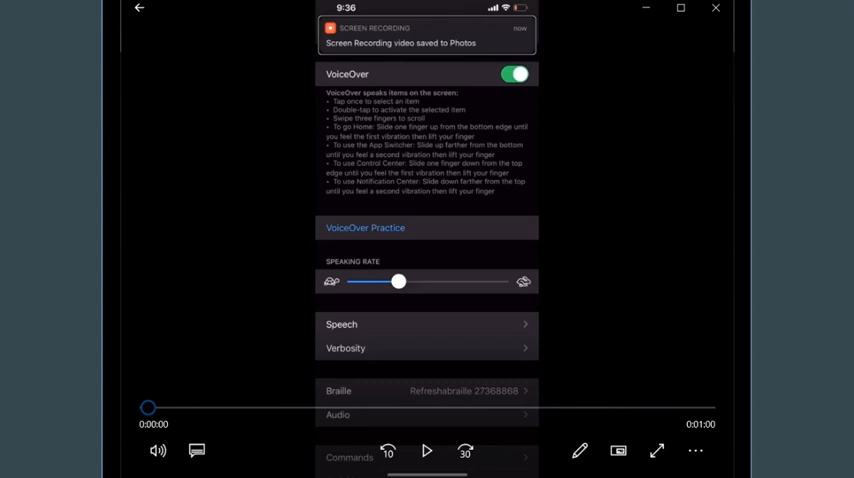 9:36
SCREEN RECORDING now
Screen Recording video saved to Photos
VoiceOver
VoiceOver speaks items on the screen:
• Tap once to select an item
• Double-tap to activate the selected item
• Swipe three fingers to scroll
• To go Home: Slide one finger up from the bottom edge until
you feel the first vibration then lift your finger
• To use the App Switcher: Slide up farther from the bottom
until you feel a second vibration then lift your finger
• To use Control Center: Slide one finger down from the top
edge until you feel the first vibration then lift your finger
• To use Notification Center: Slide down farther from the top
until you feel a second vibration then lift your finger
VoiceOver Practice
SPEAKING RATE
Speech
Verbosity
Braille Refreshabraille 27368868
Audio
0:00:00 0:01:00
10 30
Commands